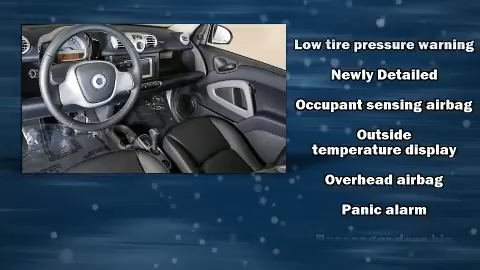 Low tire pressure warning
Newly Detailed
Occupant sensing airbag
Outside
temperature display
Overhead airbag
Panic alarm